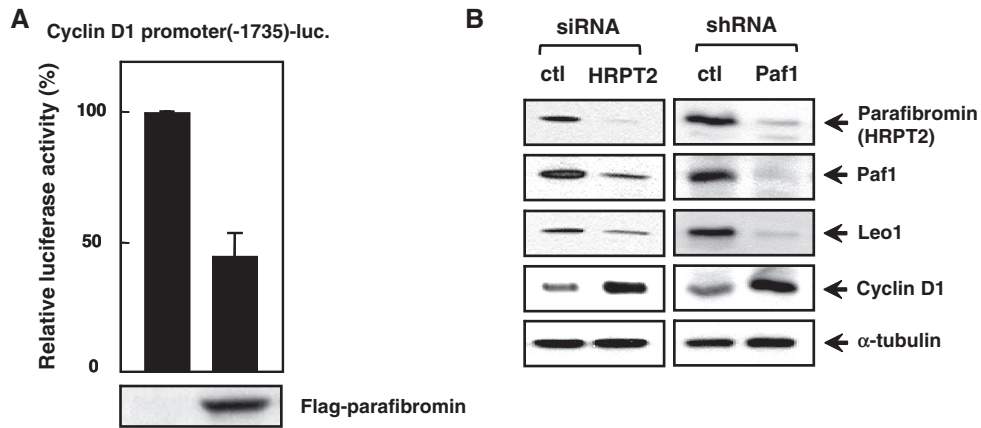 A
Cyclin D1 promoter(-1735)-luc.
Relative luciferase activity (%)
100
50
0
Flag-parafibromin
B
siRNA
shRNA
ctl HRPT2
ctl Paf1
Parafibromin
(HRPT2)
Paf1
Leo1
Cyclin D1
α-tubulin